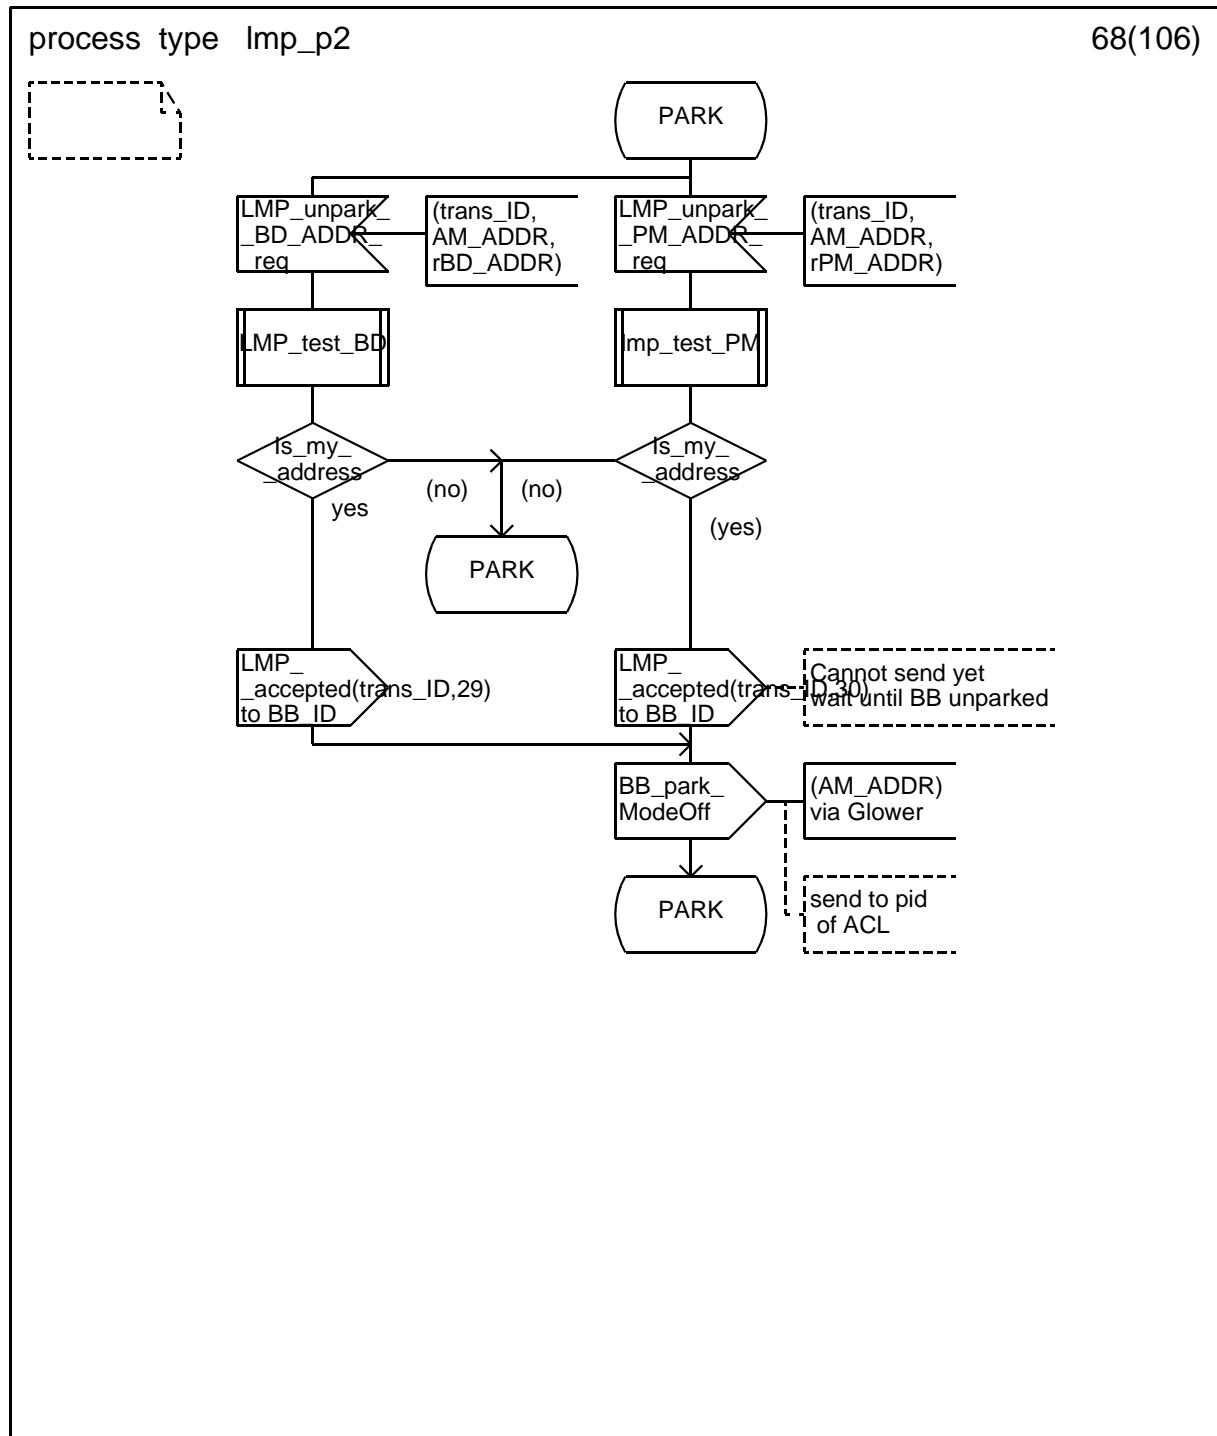 process type lmp_p2 68(106)
PARK
LMP_unpark_
_BD_ADDR_
_req
(trans_ID,
AM_ADDR,
rBD_ADDR)
LMP_unpark_
_PM_ADDR_
_req
(trans_ID,
AM_ADDR,
rPM_ADDR)
LMP_test_BD
lmp_test_PM
Is_my_
_address
Is_my_
_address
(no)
(no)
yes
(yes)
PARK
LMP_
_accepted(trans_ID,29)
to BB_ID
LMP_
_accepted(trans_ID,30)
to BB_ID
Cannot send yet
wait until BB unparked
BB_park_
ModeOff
(AM_ADDR)
via Glower
PARK
send to pid
of ACL